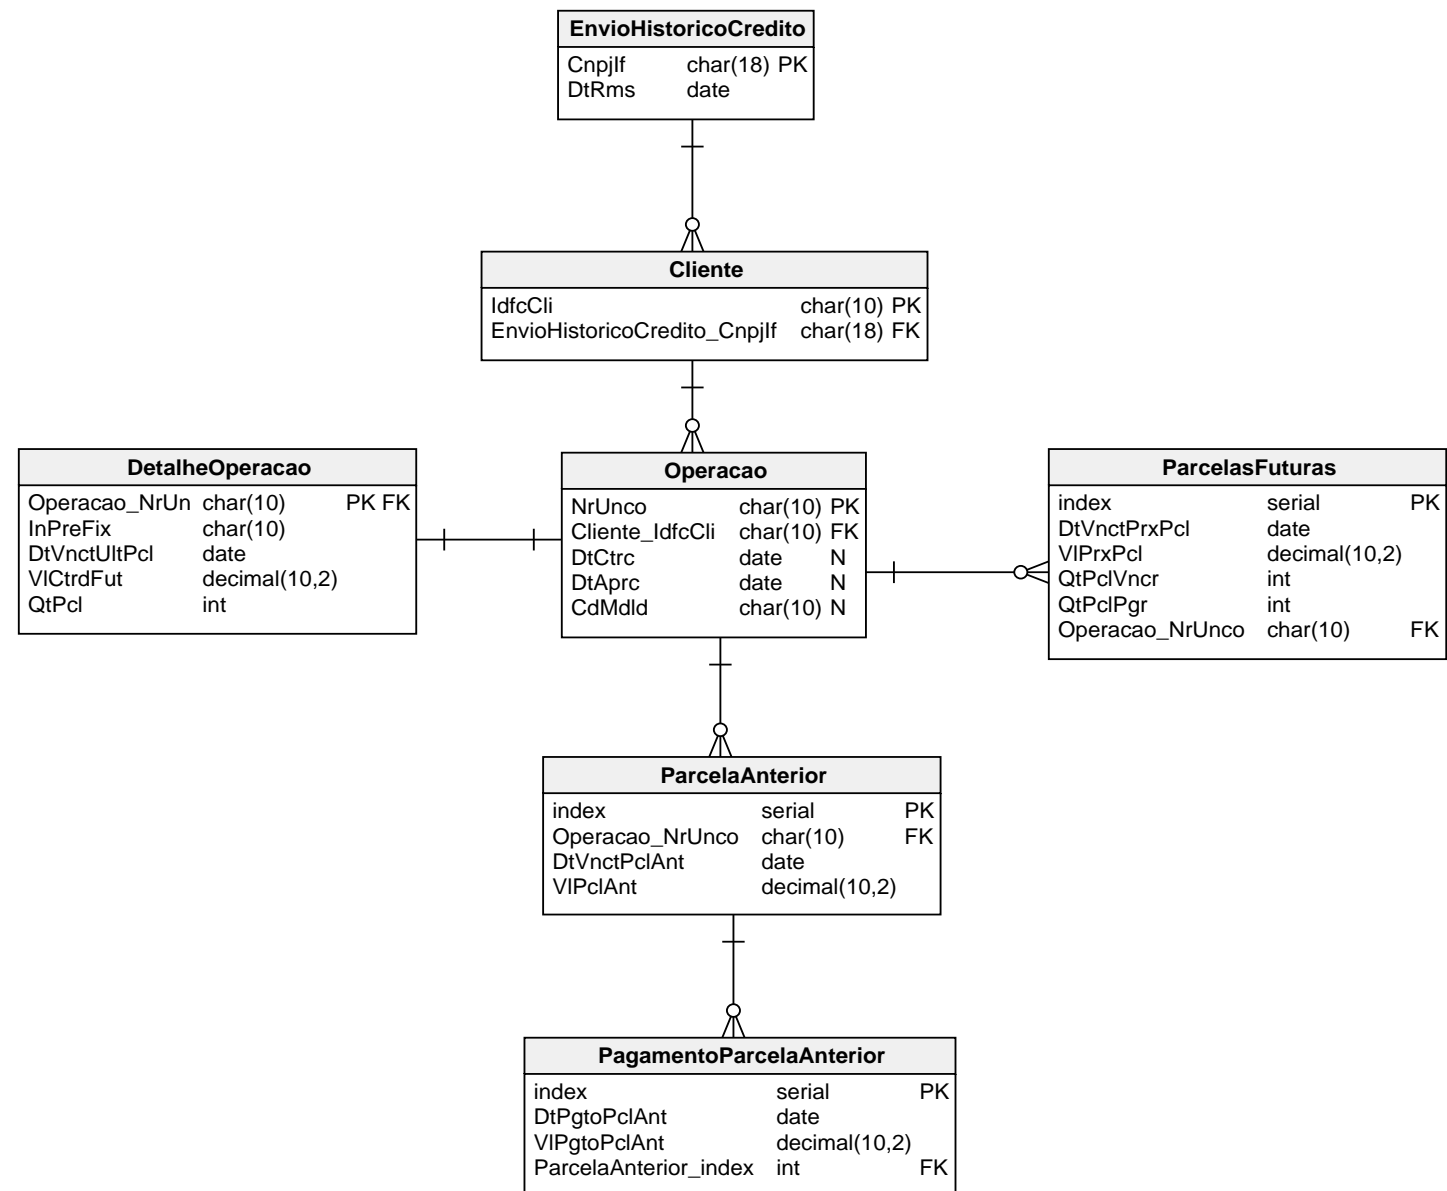 EnvioHistoricoCredito
CnpjIf char(18) PK
DtRms date
Cliente
IdfcCli char(10) PK
EnvioHistoricoCredito_CnpjIf char(18) FK
DetalheOperacao
Operacao_NrUn char(10) PK FK
InPreFix char(10)
DtVnctUltPcl date
VlCtrdFut decimal(10,2)
QtPcl int
Operacao
NrUnco char(10) PK
Cliente_IdfcCli char(10) FK
DtCtrc date N
DtAprc date N
CdMdld char(10) N
ParcelasFuturas
index serial PK
DtVnctPrxPcl date
VlPrxPcl decimal(10,2)
QtPclVncr int
QtPclPgr int
Operacao_NrUnco char(10) FK
ParcelaAnterior
index serial PK
Operacao_NrUnco char(10) FK
DtVnctPclAnt date
VlPclAnt decimal(10,2)
PagamentoParcelaAnterior
index serial PK
DtPgtoPclAnt date
VlPgtoPclAnt decimal(10,2)
ParcelaAnterior_index int FK